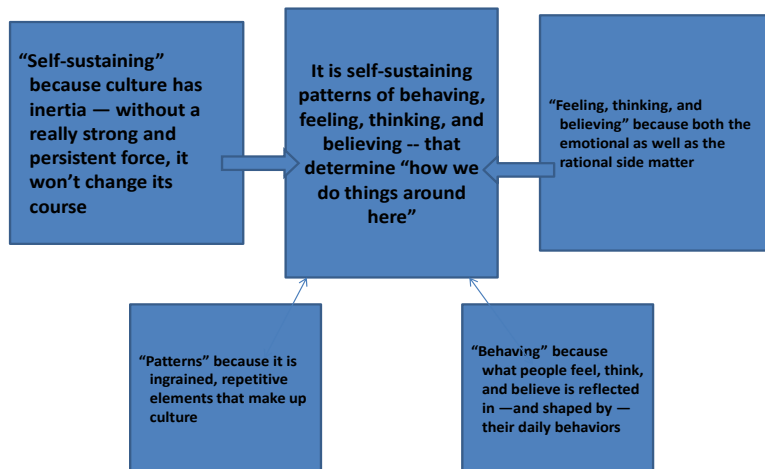 “Self-sustaining”
because culture has
inertia — without a
really strong and
persistent force, it
won’t change its
course
It is self-sustaining
patterns of behaving,
feeling, thinking, and
believing -- that
determine “how we
do things around
here”
“Feeling, thinking, and
believing” because both the
emotional as well as the
rational side matter
“Patterns” because it is
ingrained, repetitive
elements that make up
culture
“Behaving” because
what people feel, think,
and believe is reflected
in —and shaped by —
their daily behaviors